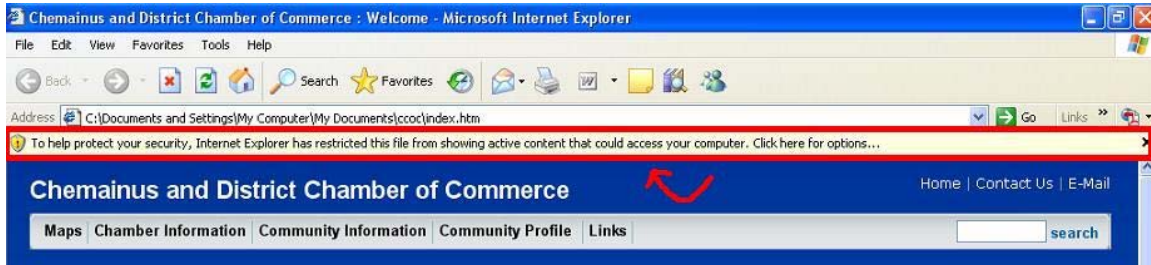 Chemainus and District Chamber of Commerce : Welcome - Microsoft Internet Explorer
File Edit View Favorites Tools Help
Back Search Favorites
Address C:\Documents and Settings\My Computer\My Documents\ccoc\index.htm Go Links »
To help protect your security, Internet Explorer has restricted this file from showing active content that could access your computer. Click here for options...
Chemainus and District Chamber of Commerce Home | Contact Us | E-Mail
Maps Chamber Information Community Information Community Profile Links search